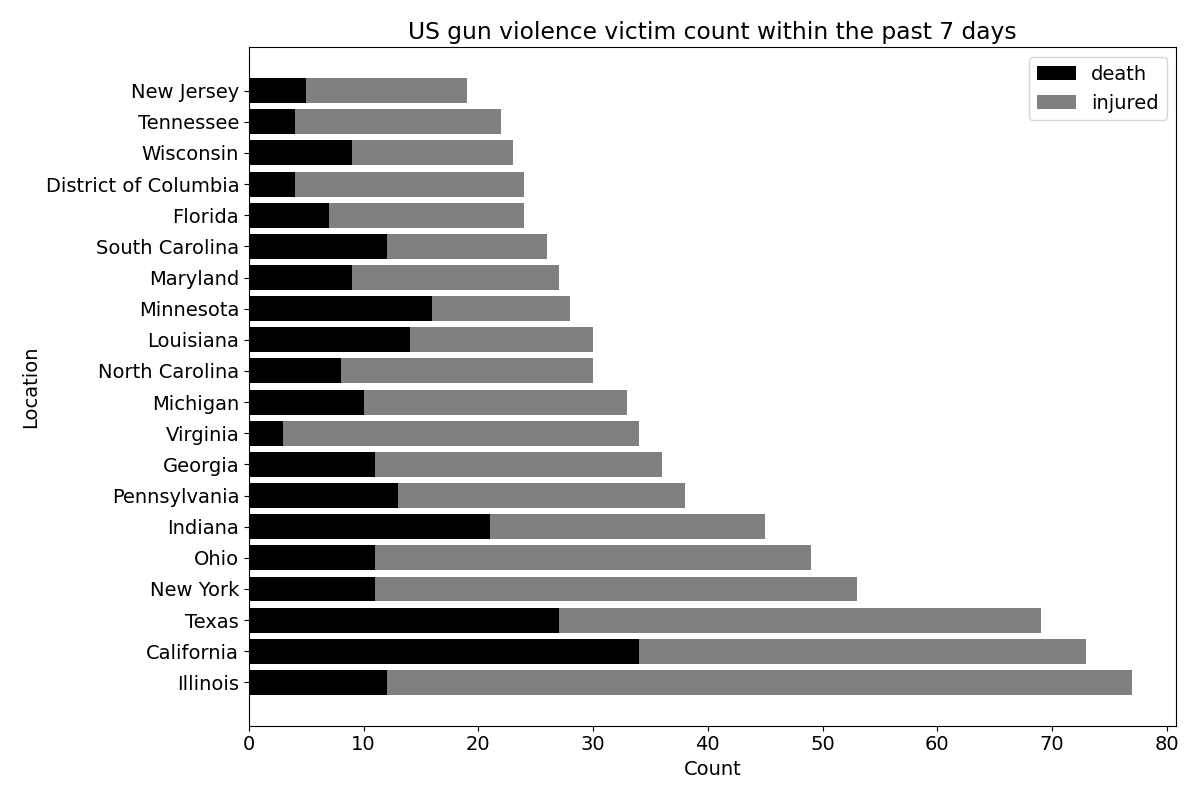 US gun violence victim count within the past 7 days
death
injured
Location
New Jersey
Tennessee
Wisconsin
District of Columbia
Florida
South Carolina
Maryland
Minnesota
Louisiana
North Carolina
Michigan
Virginia
Georgia
Pennsylvania
Indiana
Ohio
New York
Texas
California
Illinois
0 10 20 30 40 50 60 70 80
Count